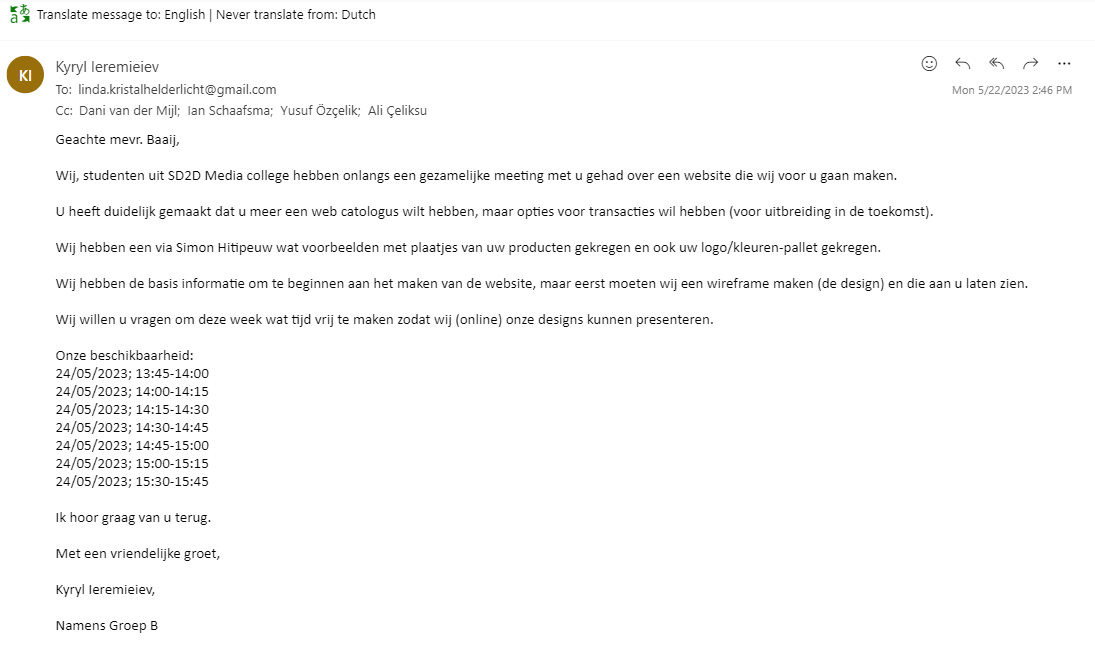 Translate message to: English | Never translate from: Dutch
KI
Kyryl Ieremieiev
To: linda.kristalhelderlicht@gmail.com
Mon 5/22/2023 2:46 PM
Cc: Dani van der Mijl; Ian Schaafsma; Yusuf Özçelik; Ali Çeliksu
Geachte mevr. Baaij,
Wij, studenten uit SD2D Media college hebben onlangs een gezamelijke meeting met u gehad over een website die wij voor u gaan maken.
U heeft duidelijk gemaakt dat u meer een web catologus wilt hebben, maar opties voor transacties wil hebben (voor uitbreiding in de toekomst).
Wij hebben een via Simon Hitipeuw wat voorbeelden met plaatjes van uw producten gekregen en ook uw logo/kleuren-pallet gekregen.
Wij hebben de basis informatie om te beginnen aan het maken van de website, maar eerst moeten wij een wireframe maken (de design) en die aan u laten zien.
Wij willen u vragen om deze week wat tijd vrij te maken zodat wij (online) onze designs kunnen presenteren.
Onze beschikbaarheid:
24/05/2023; 13:45-14:00
24/05/2023; 14:00-14:15
24/05/2023; 14:15-14:30
24/05/2023; 14:30-14:45
24/05/2023; 14:45-15:00
24/05/2023; 15:00-15:15
24/05/2023; 15:30-15:45
Ik hoor graag van u terug.
Met een vriendelijke groet,
Kyryl Ieremieiev,
Namens Groep B